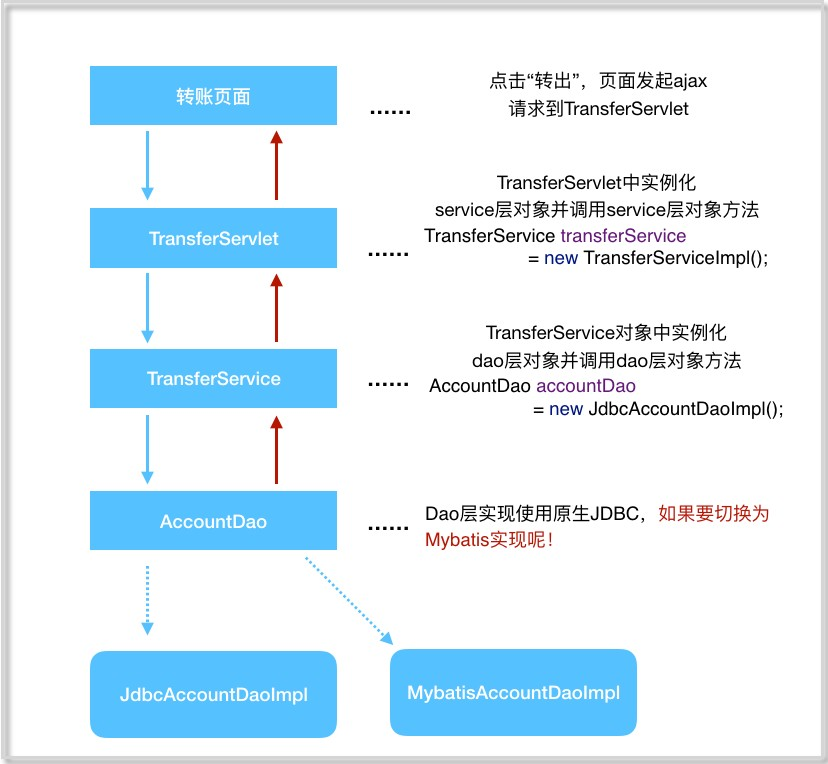 转账页面
......
点击“转出”，页面发起ajax
请求到TransferServlet
TransferServlet
......
TransferServlet中实例化
service层对象并调用service层对象方法
TransferService transferService
= new TransferServiceImpl();
TransferService
......
TransferService对象中实例化
dao层对象并调用dao层对象方法
AccountDao accountDao
= new JdbcAccountDaoImpl();
AccountDao
......
Dao层实现使用原生JDBC，如果要切换为
Mybatis实现呢！
JdbcAccountDaoImpl
MybatisAccountDaoImpl